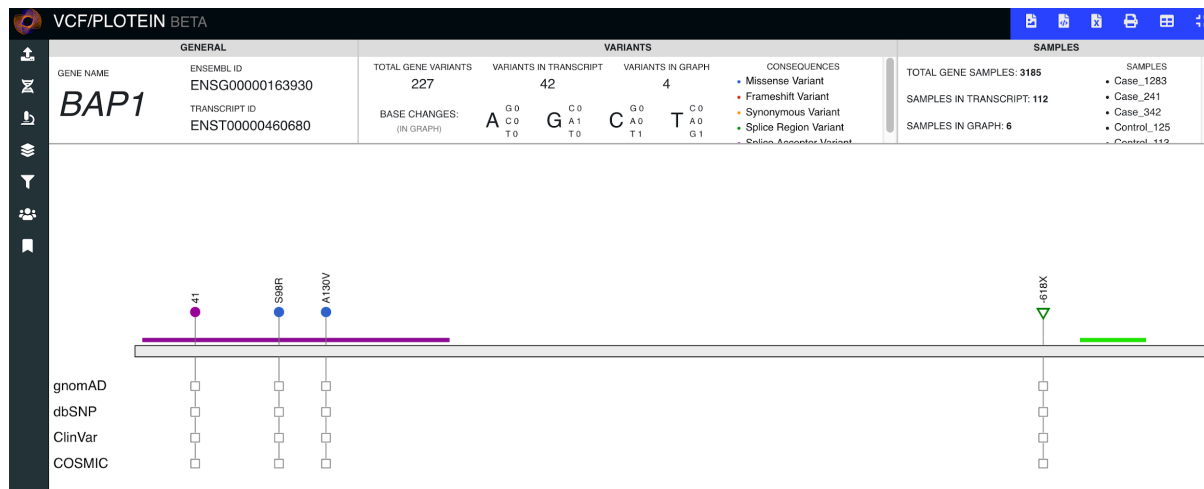 VCF/PLOTEIN BETA
GENERAL
VARIANTS
SAMPLES
GENE NAME
BAP1
ENSEMBL ID
ENSG00000163930
TRANSCRIPT ID
ENST00000460680
TOTAL GENE VARIANTS
227
VARIANTS IN TRANSCRIPT
42
VARIANTS IN GRAPH
4
BASE CHANGES:
(IN GRAPH)
A G 0 C 0 T 0
G C 0 A 1 T 0
C G 0 A 0 T 1
T C 0 A 0 G 1
CONSEQUENCES
• Missense Variant
• Frameshift Variant
• Synonymous Variant
• Splice Region Variant
• Splice Acceptor Variant
TOTAL GENE SAMPLES: 3185
SAMPLES IN TRANSCRIPT: 112
SAMPLES IN GRAPH: 6
SAMPLES
• Case_1283
• Case_241
• Case_342
• Control_125
• Control_113
41
S98R
A130V
-618X
gnomAD
dbSNP
ClinVar
COSMIC